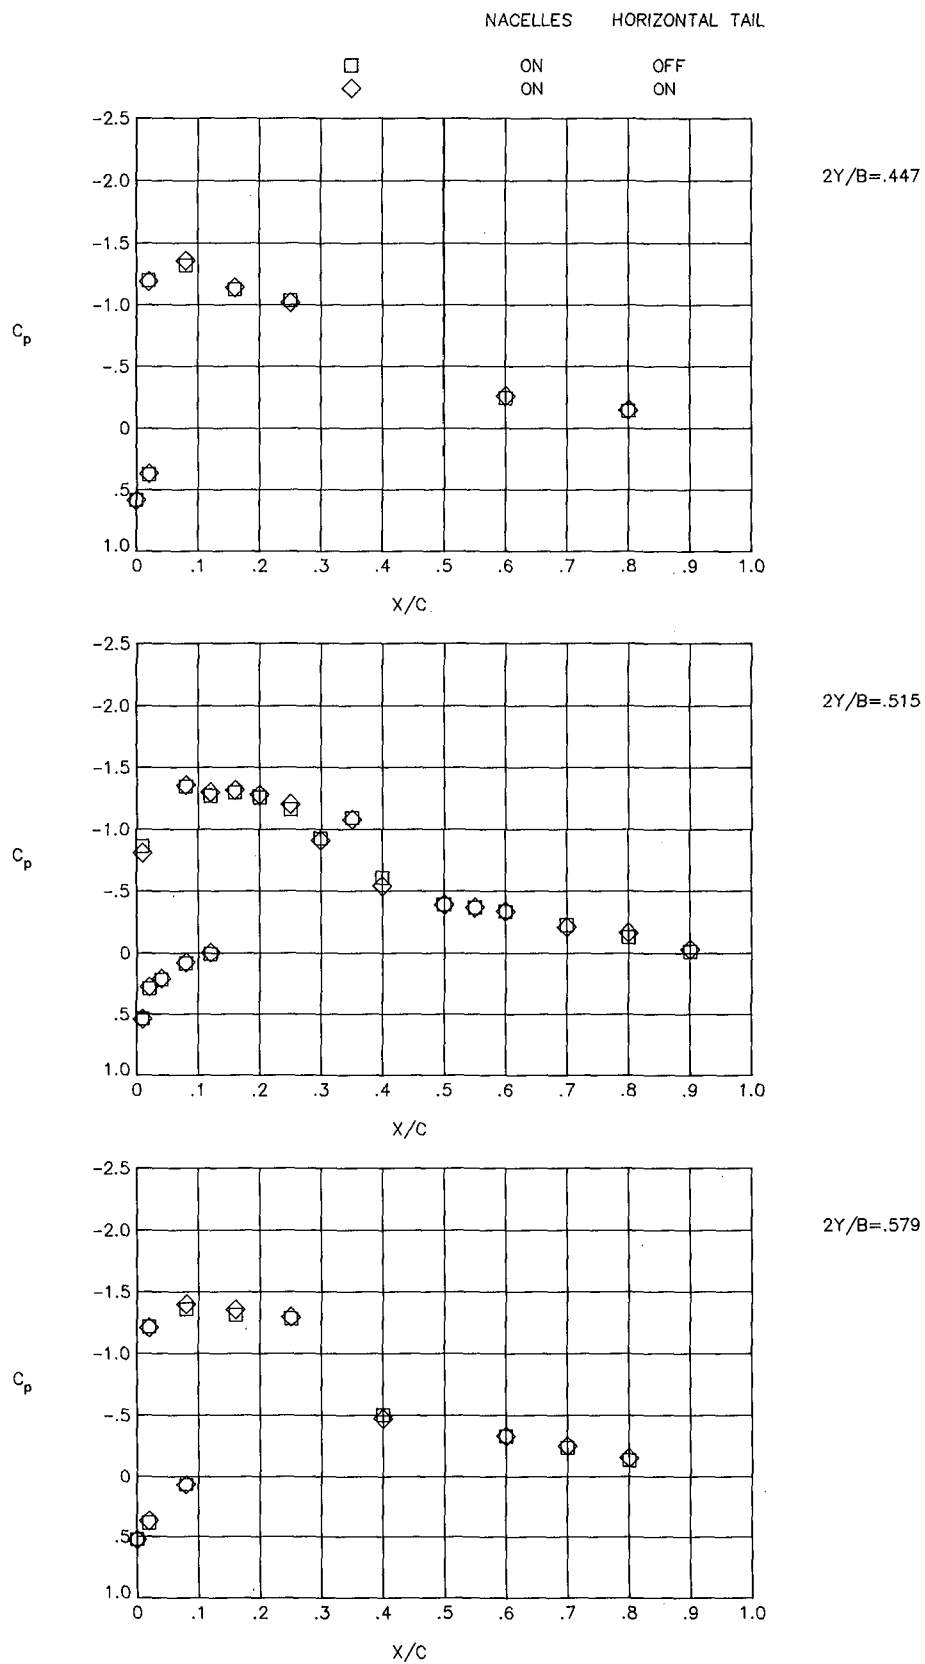 NACELLES HORIZONTAL TAIL
ON OFF
ON ON
-2.5
-2.0
-1.5
-1.0
-.5
0
.5
1.0
Cp
0 .1 .2 .3 .4 .5 .6 .7 .8 .9 1.0
X/C
2Y/B=.447
-2.5
-2.0
-1.5
-1.0
-.5
0
.5
1.0
Cp
0 .1 .2 .3 .4 .5 .6 .7 .8 .9 1.0
X/C
2Y/B=.515
-2.5
-2.0
-1.5
-1.0
-.5
0
.5
1.0
Cp
0 .1 .2 .3 .4 .5 .6 .7 .8 .9 1.0
X/C
2Y/B=.579